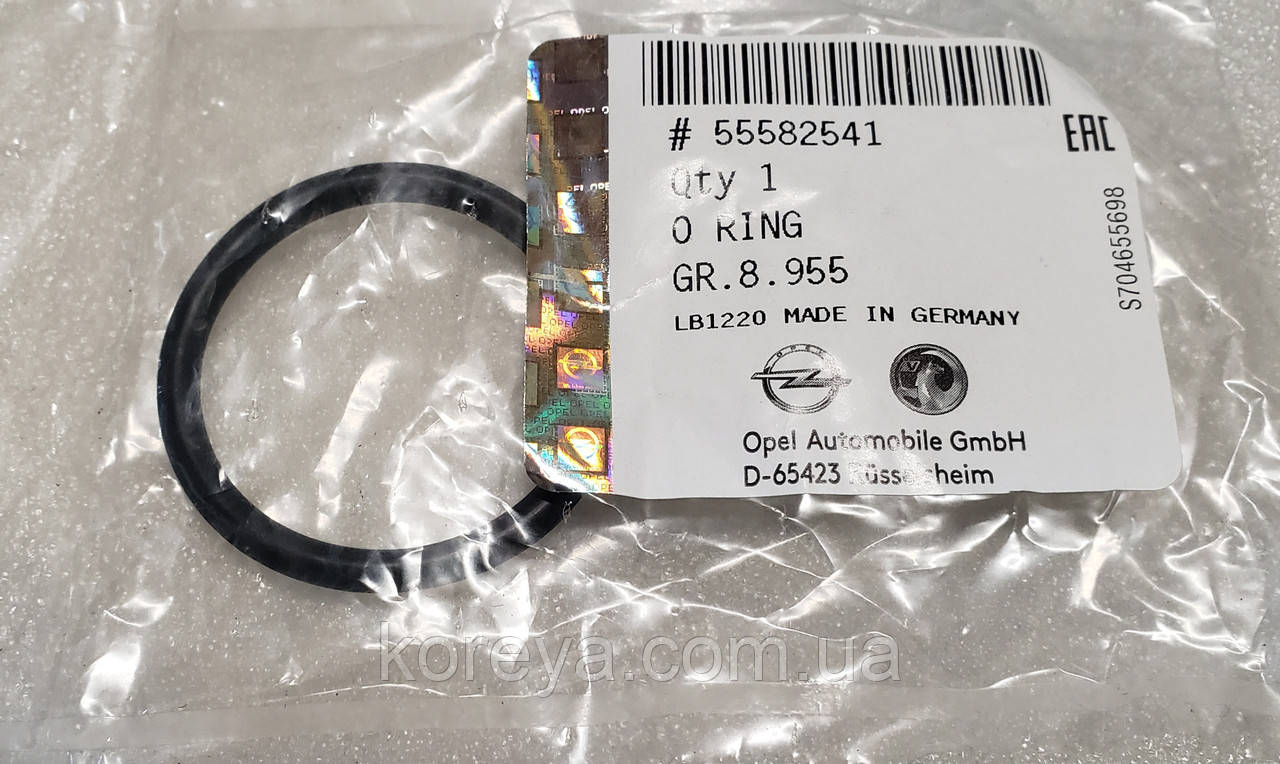 # 55582541
EAC
Qty 1
O RING
GR.8.955
LB1220 MADE IN GERMANY
S704655698
OPEL
Opel Automobile GmbH
D-65423
koreya.com.ua